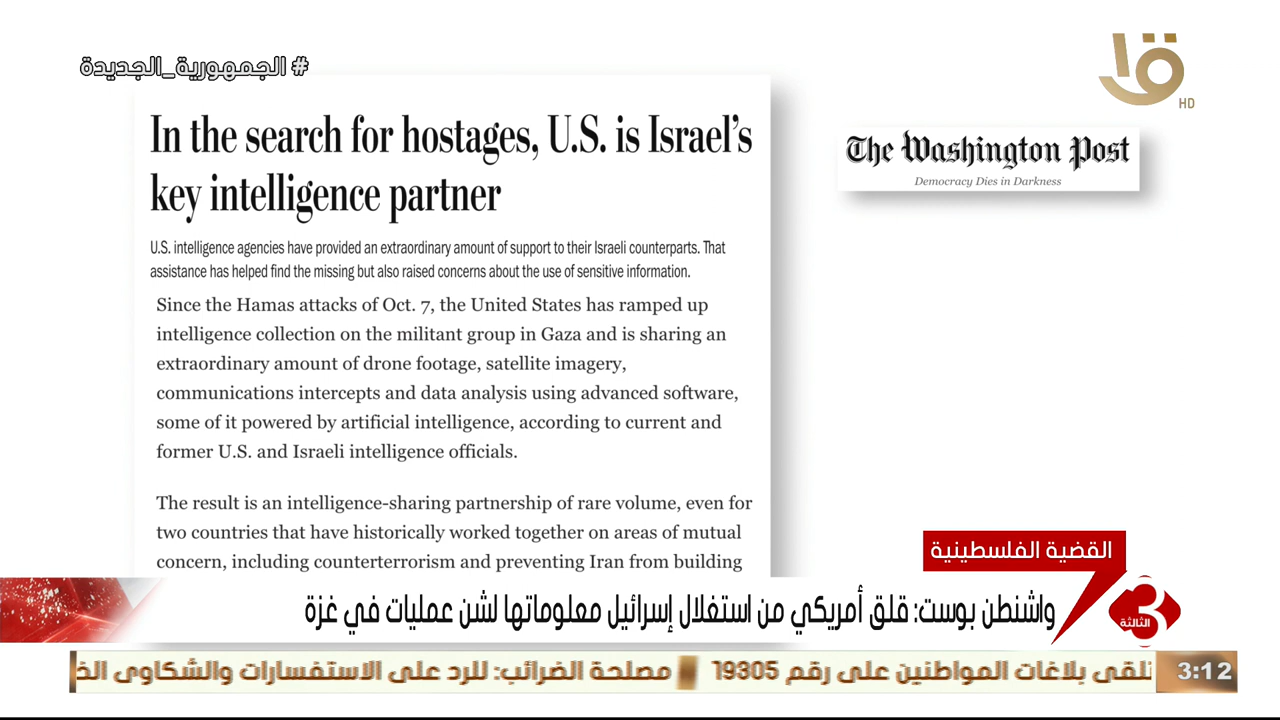 # الجمهورية_الجديدة
HD
In the search for hostages, U.S. is Israel's
key intelligence partner
The Washington Post
Democracy Dies in Darkness
U.S. intelligence agencies have provided an extraordinary amount of support to their Israeli counterparts. That
assistance has helped find the missing but also raised concerns about the use of sensitive information.
Since the Hamas attacks of Oct. 7, the United States has ramped up
intelligence collection on the militant group in Gaza and is sharing an
extraordinary amount of drone footage, satellite imagery,
communications intercepts and data analysis using advanced software,
some of it powered by artificial intelligence, according to current and
former U.S. and Israeli intelligence officials.
The result is an intelligence-sharing partnership of rare volume, even for
two countries that have historically worked together on areas of mutual
concern, including counterterrorism and preventing Iran from building
القضية الفلسطينية
3 الثالثة
واشنطن بوست: قلق أمريكي من استغلال إسرائيل معلوماتها لشن عمليات في غزة
3:12
بلاغات المواطنين على رقم 19305
مصلحة الضرائب: للرد على الاستفسارات والشكاوى